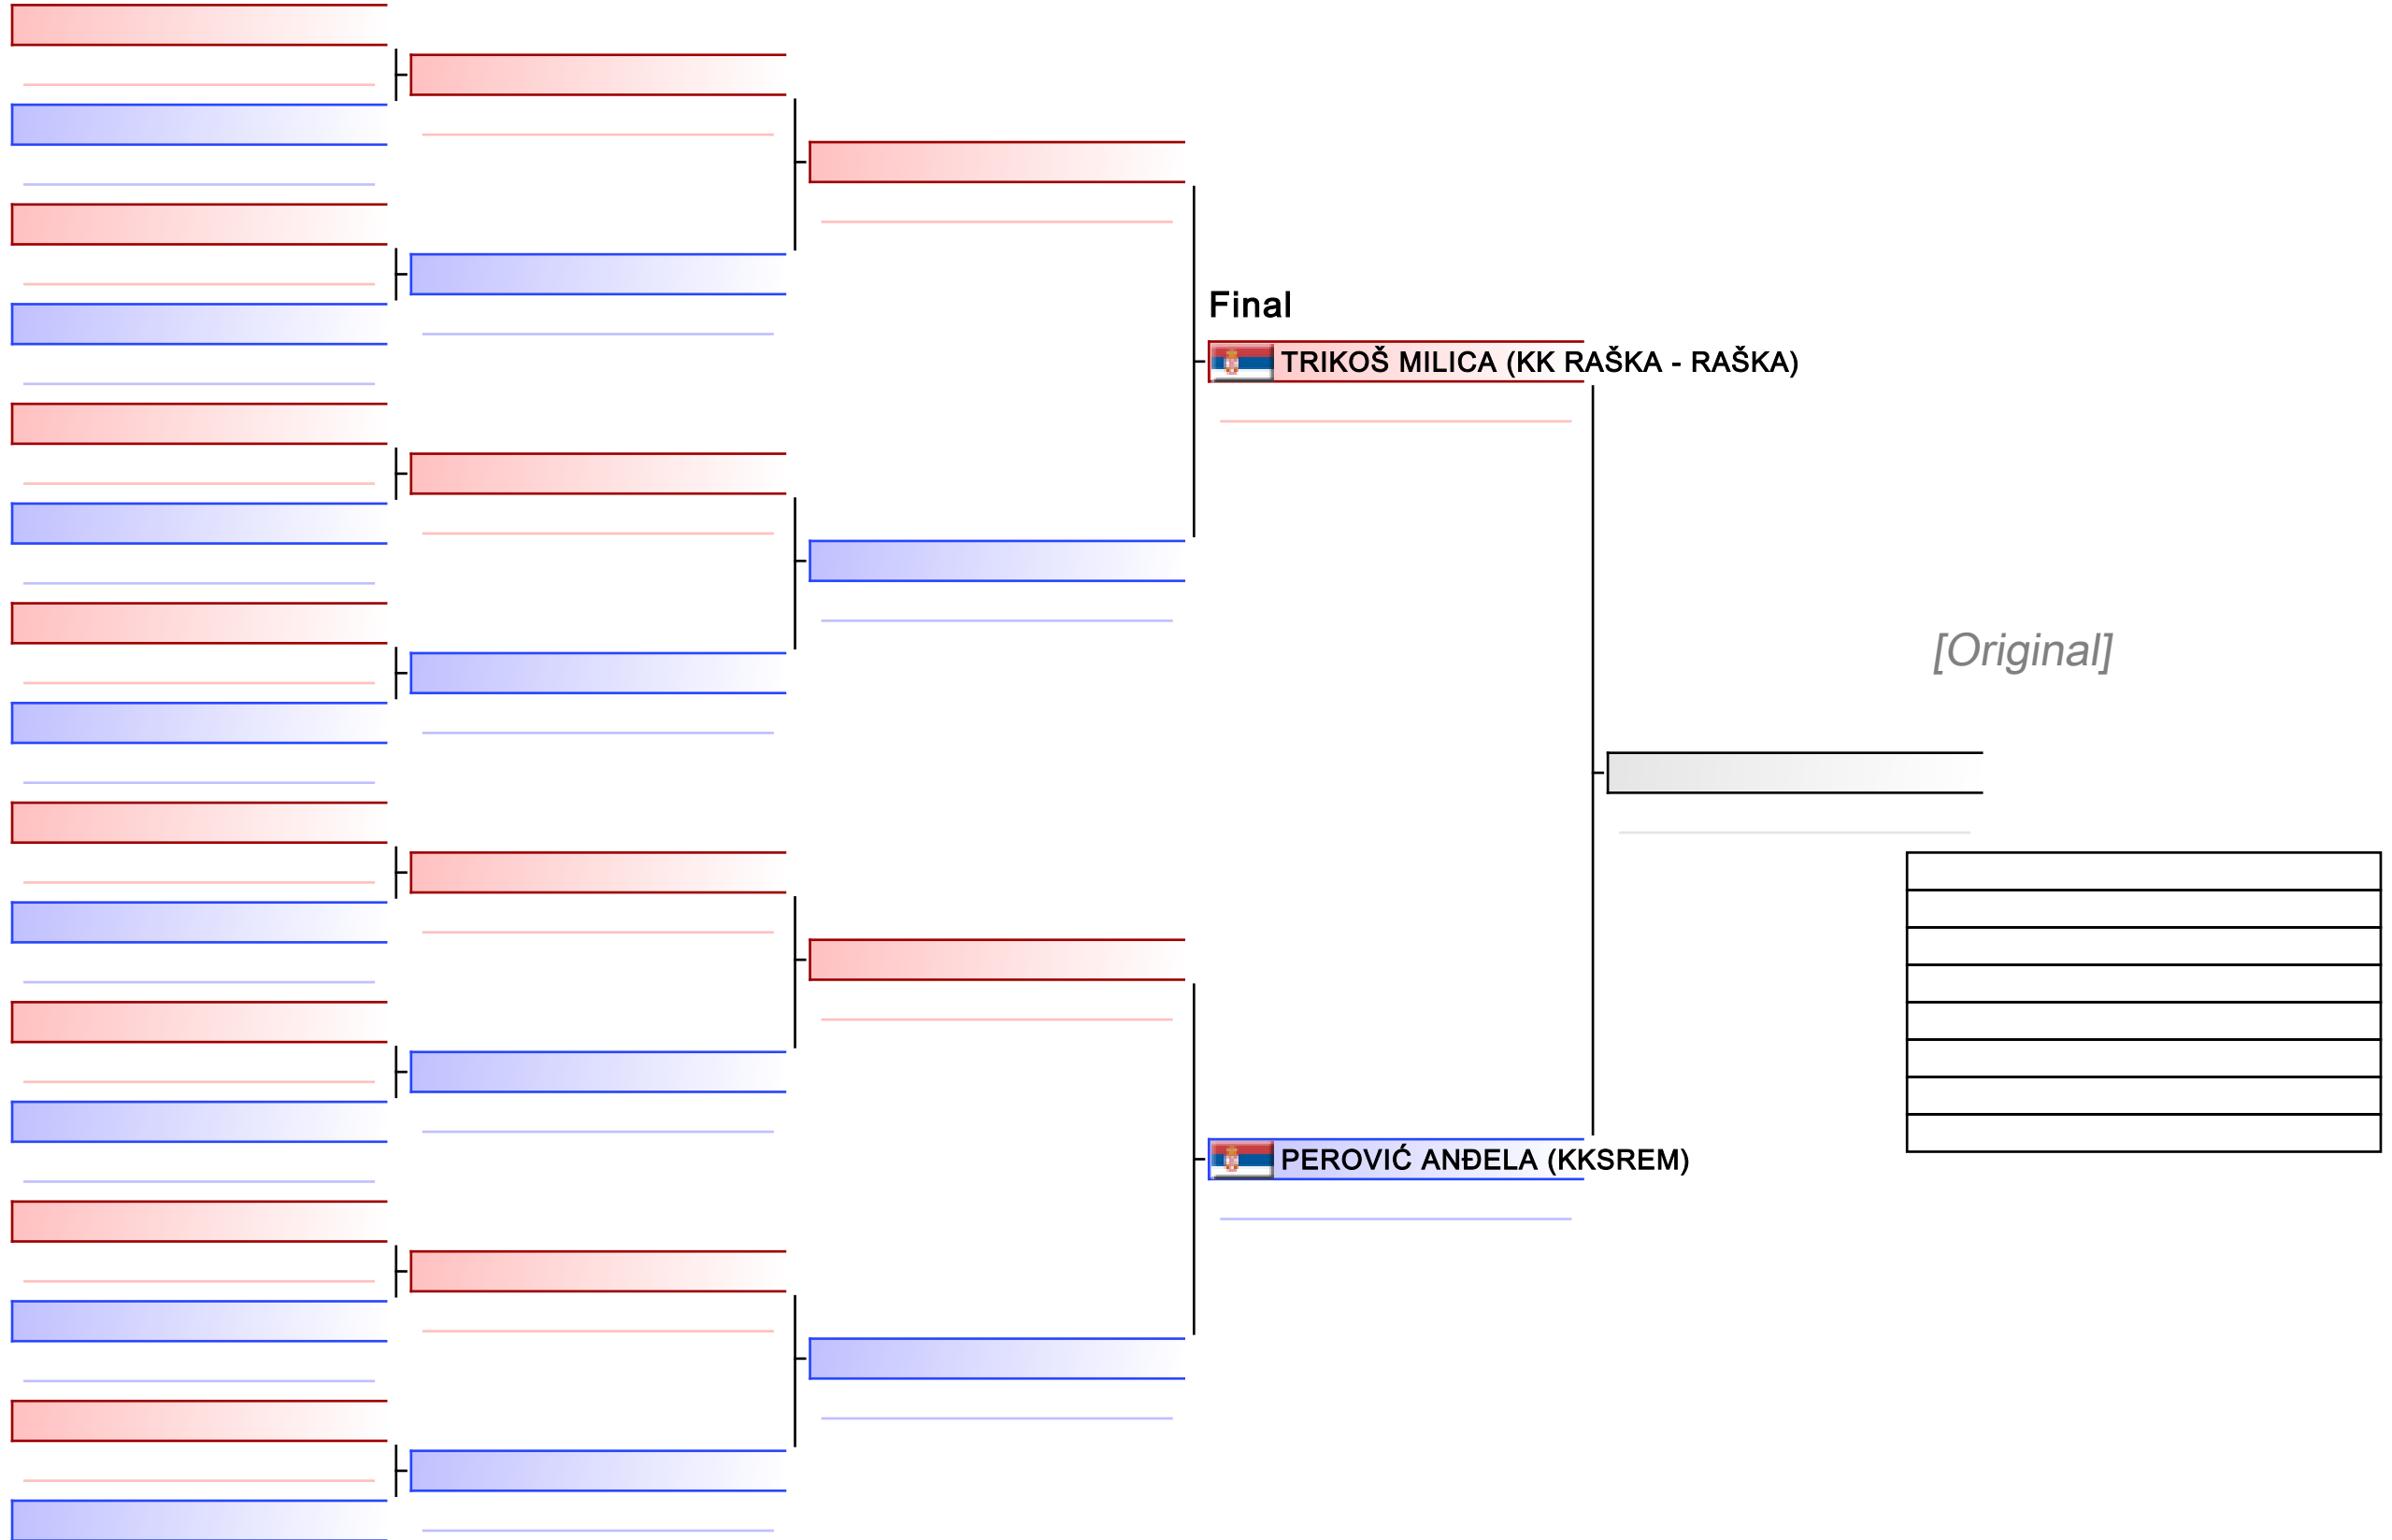 Final
TRIKOŠ MILICA (KK RAŠKA - RAŠKA)
[Original]
PEROVIĆ ANĐELA (KKSREM)